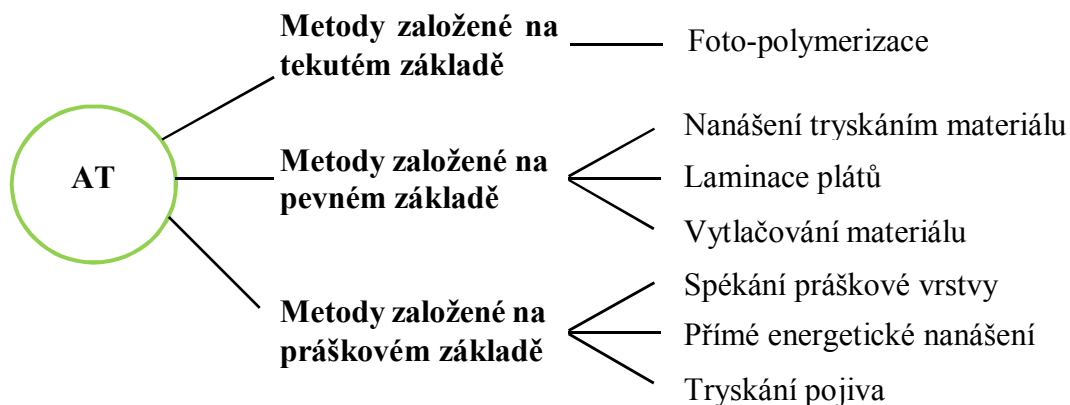 AT
Metody založené na
tekutém základě
Foto-polymerizace
Metody založené na
pevném základě
Nanášení tryskáním materiálu
Laminace plátů
Vytlačování materiálu
Metody založené na
práškovém základě
Spékání práškové vrstvy
Přímé energetické nanášení
Tryskání pojiva